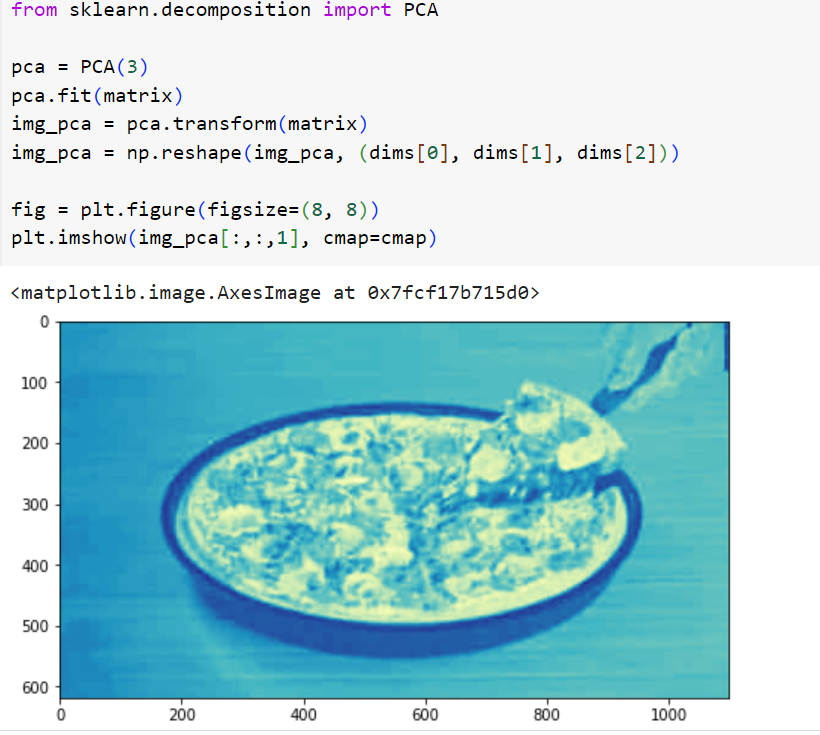 from sklearn.decomposition import PCA
pca = PCA(3)
pca.fit(matrix)
img_pca = pca.transform(matrix)
img_pca = np.reshape(img_pca, (dims[0], dims[1], dims[2]))
fig = plt.figure(figsize=(8, 8))
plt.imshow(img_pca[:,:,1], cmap=cmap)
<matplotlib.image.AxesImage at 0x7fcf17b715d0>
0
100
200
300
400
500
600
0 200 400 600 800 1000